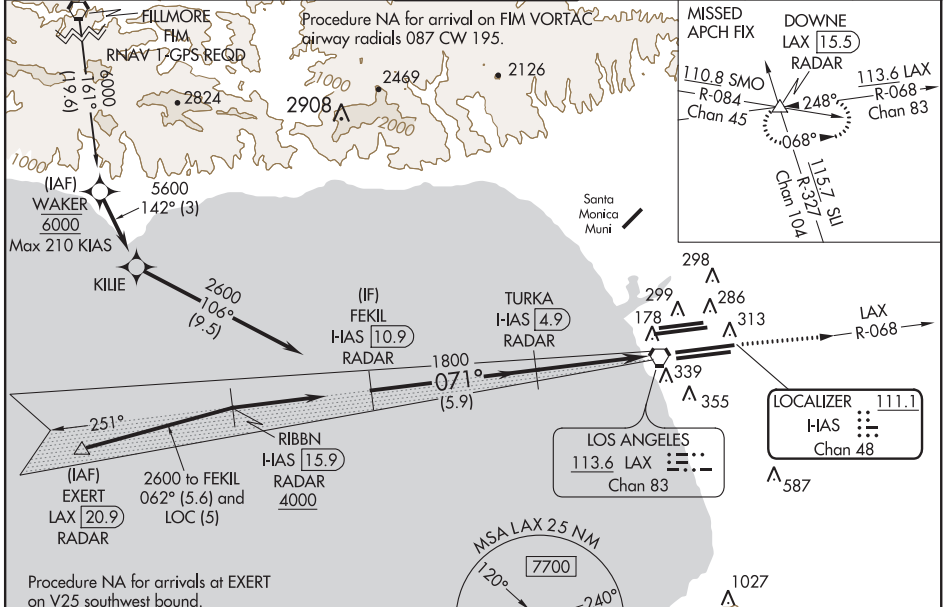 FILLMORE
FIM
RNAV 1-GPS REQD
Procedure NA for arrival on FIM VORTAC
airway radials 087 CW 195.
6000
161°
(19.6)
1000
2824
2908
2469
2126
2000
1000
MISSED
APCH FIX
DOWNE
LAX 15.5
RADAR
110.8 SMO
R-084
Chan 45
113.6 LAX
R-068
Chan 83
248°
068°
115.7 SLI
R-327
Chan 104
(IAF)
WAKER
6000
Max 210 KIAS
5600
142° (3)
KILIE
2600
106°
(9.5)
Santa
Monica
Muni
(IF)
FEKIL
I-IAS 10.9
RADAR
TURKA
I-IAS 4.9
RADAR
298
299
286
178
313
339
355
LAX
R-068
1800
071°
(5.9)
251°
(IAF)
EXERT
LAX 20.9
RADAR
2600 to FEKIL
062° (5.6) and
LOC (5)
RIBBN
I-IAS 15.9
RADAR
4000
LOS ANGELES
113.6 LAX
Chan 83
LOCALIZER 111.1
I-IAS
Chan 48
587
MSA LAX 25 NM
7700
120°
240°
1027
Procedure NA for arrivals at EXERT
on V25 southwest bound.